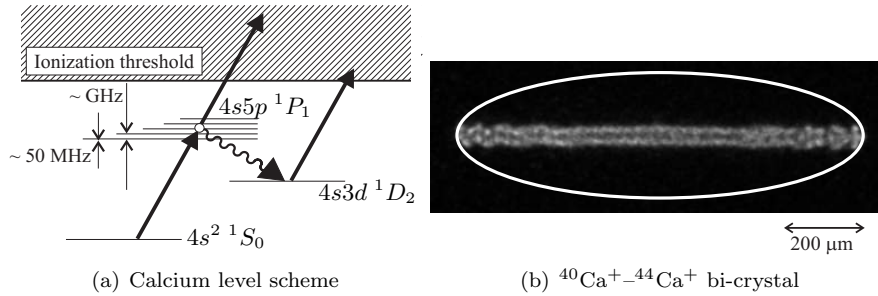 Ionization threshold
~ GHz
4s5p ¹P₁
~ 50 MHz
4s3d ¹D₂
4s² ¹S₀
200 μm
(a) Calcium level scheme
(b) ⁴⁰Ca⁺–⁴⁴Ca⁺ bi-crystal